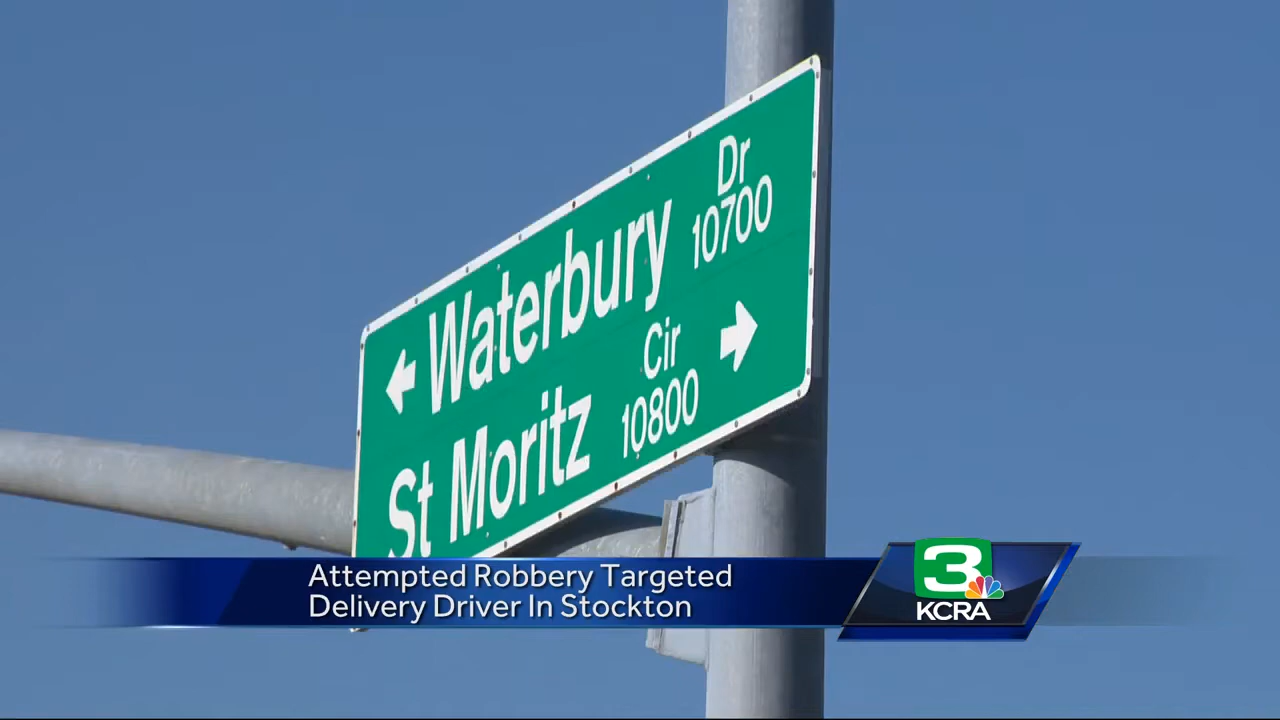 Waterbury Dr 10700
St Moritz Cir 10800
Attempted Robbery Targeted
Delivery Driver In Stockton
3
KCRA